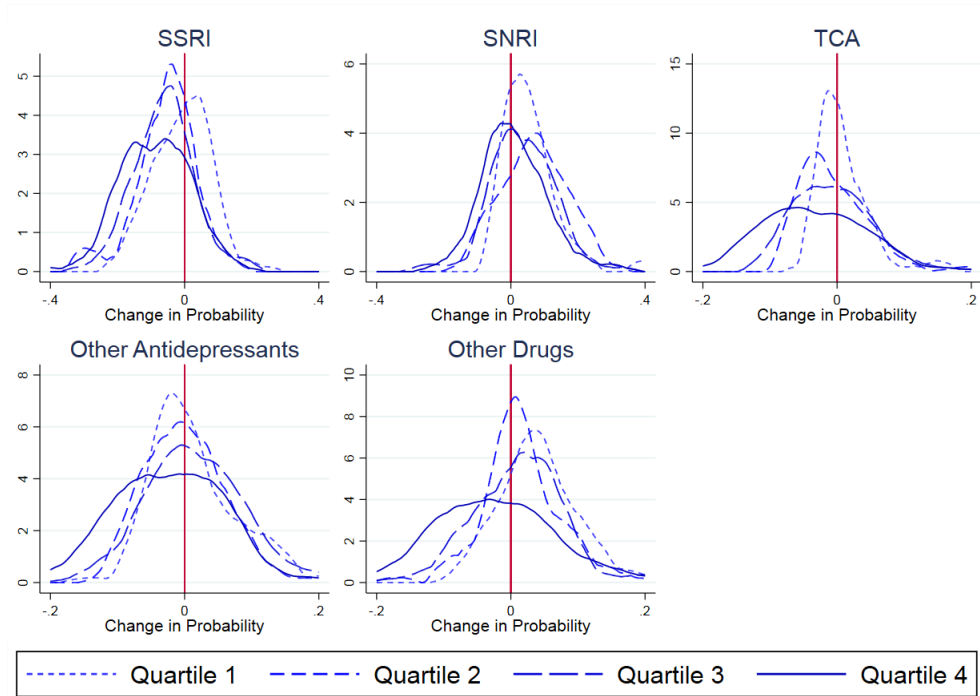 SSRI
SNRI
TCA
5
4
3
2
1
0
-.4
0
.4
Change in Probability
6
4
2
0
-.4
0
.4
Change in Probability
15
10
5
0
-.2
0
.2
Change in Probability
Other Antidepressants
Other Drugs
8
6
4
2
0
-.2
0
.2
Change in Probability
10
8
6
4
2
0
-.2
0
.2
Change in Probability
Quartile 1
Quartile 2
Quartile 3
Quartile 4